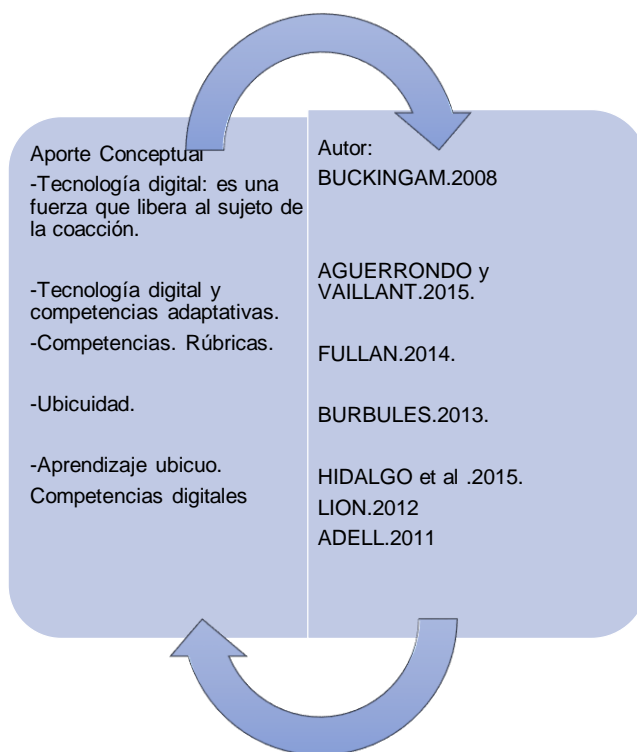 Aporte Conceptual
-Tecnología digital: es una
fuerza que libera al sujeto de
la coacción.
-Tecnología digital y
competencias adaptativas.
-Competencias. Rúbricas.
-Ubicuidad.
-Aprendizaje ubicuo.
Competencias digitales
Autor:
BUCKINGAM.2008
AGUERRONDO y
VAILLANT.2015.
FULLAN.2014.
BURBULES.2013.
HIDALGO et al .2015.
LION.2012
ADELL.2011